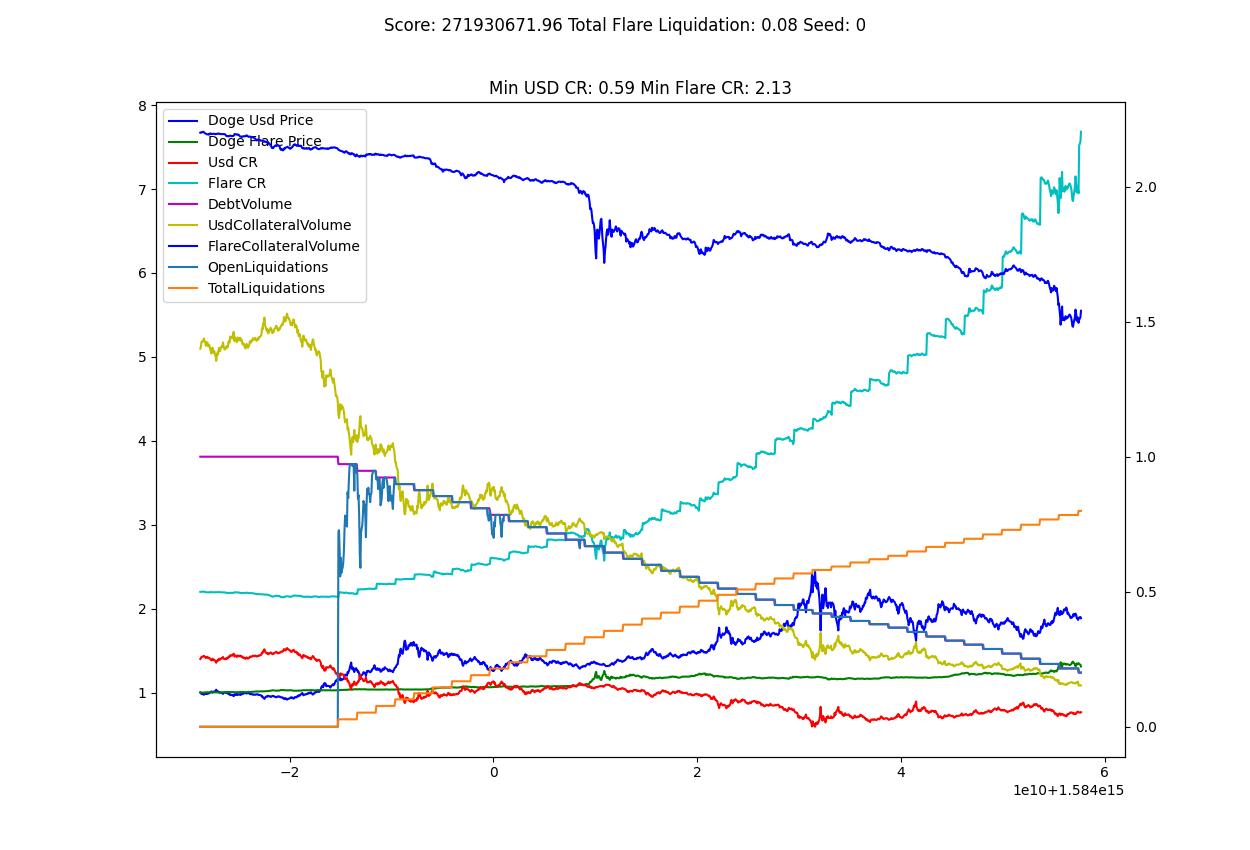 Score: 271930671.96 Total Flare Liquidation: 0.08 Seed: 0
Min USD CR: 0.59 Min Flare CR: 2.13
Doge Usd Price
Doge Flare Price
Usd CR
Flare CR
DebtVolume
UsdCollateralVolume
FlareCollateralVolume
OpenLiquidations
TotalLiquidations
8
7
6
5
4
3
2
1
2.0
1.5
1.0
0.5
0.0
−2
0
2
4
6
1e10+1.584e15